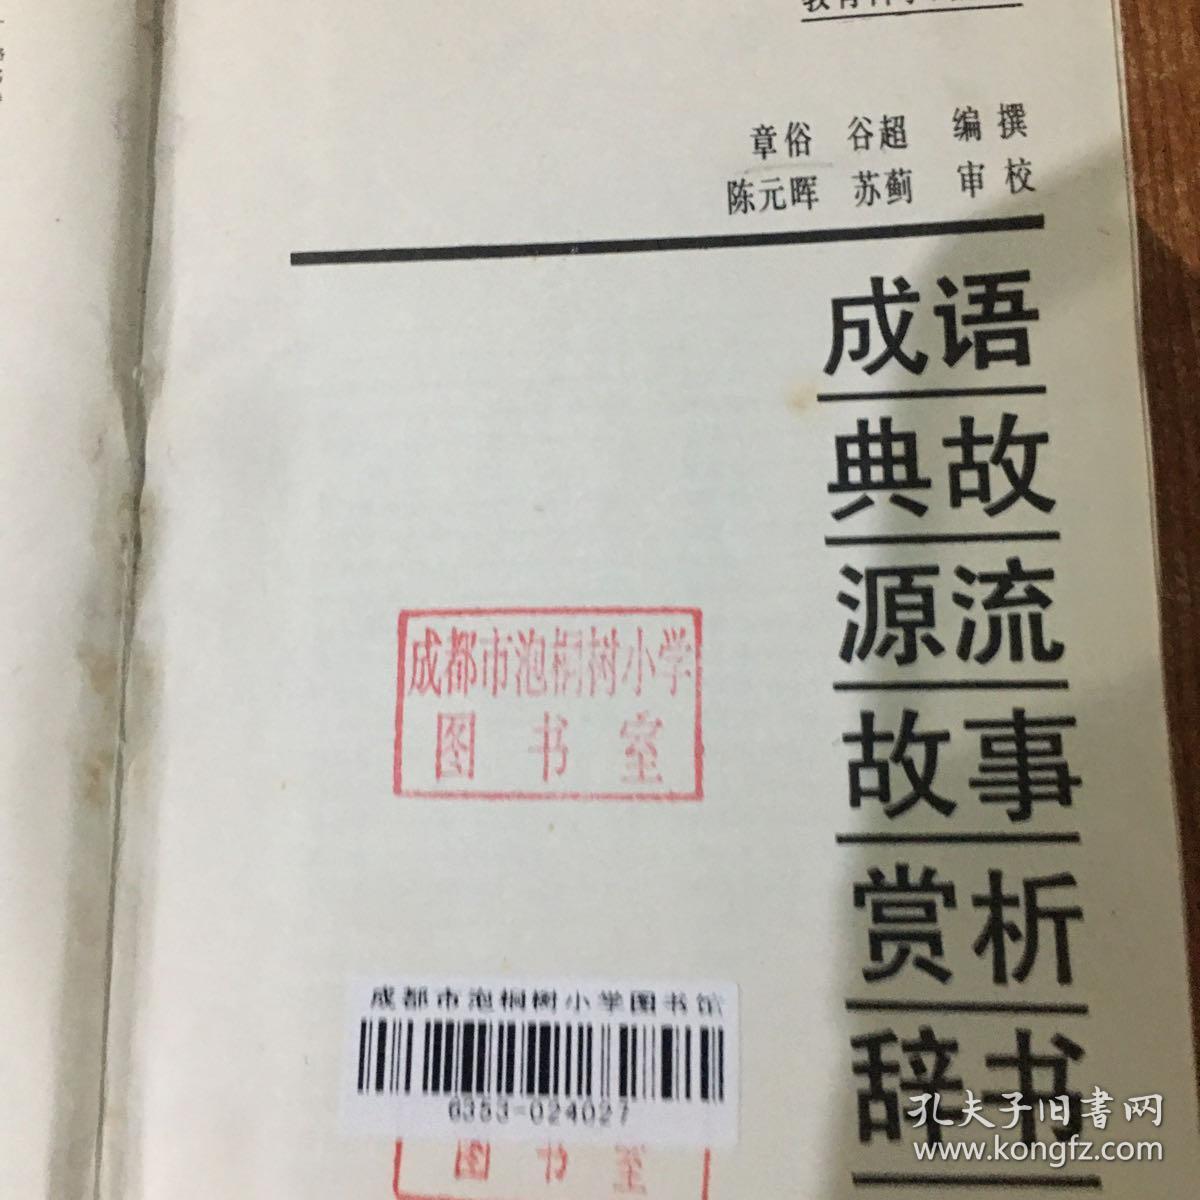 章俗 谷超 编撰
陈元晖 苏蓟 审校
成语
典故
源流
故事
赏析
辞书
成都市泡桐树小学
图书室
成都市泡桐树小学图书馆
6353-024027
图书室
孔夫子旧书网
www.kongfz.com